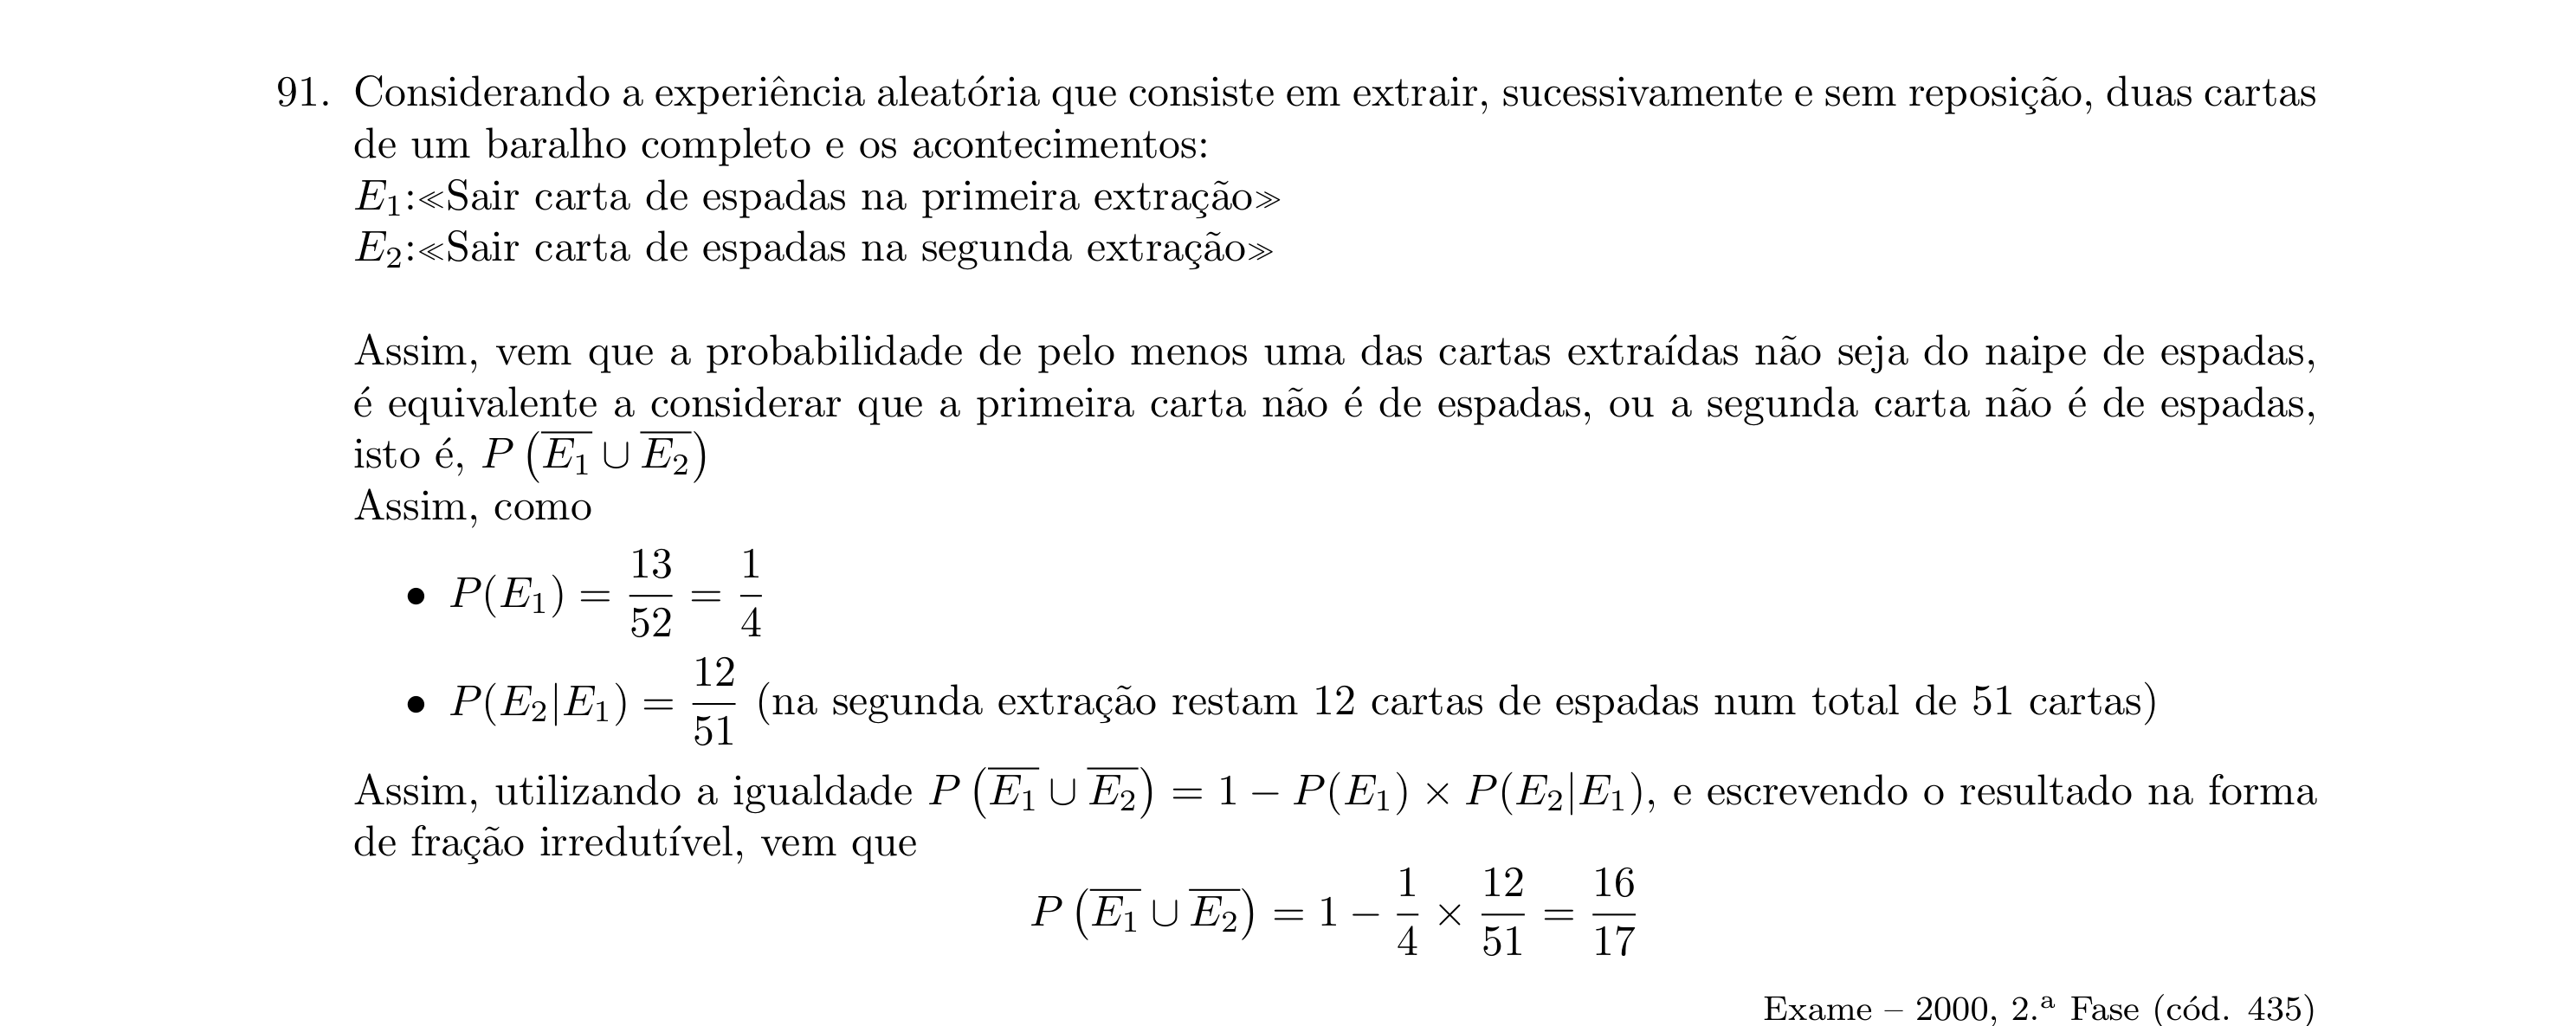 91. Considerando a experiência aleatória que consiste em extrair, sucessivamente e sem reposição, duas cartas
de um baralho completo e os acontecimentos:
E₁:≪Sair carta de espadas na primeira extração≫
E₂:≪Sair carta de espadas na segunda extração≫
Assim, vem que a probabilidade de pelo menos uma das cartas extraídas não seja do naipe de espadas,
é equivalente a considerar que a primeira carta não é de espadas, ou a segunda carta não é de espadas,
isto é, $P\left(\overline{E_1} \cup \overline{E_2}\right)$
Assim, como
• $P(E_1) = \frac{13}{52} = \frac{1}{4}$
• $P(E_2|E_1) = \frac{12}{51}$ (na segunda extração restam 12 cartas de espadas num total de 51 cartas)
Assim, utilizando a igualdade $P\left(\overline{E_1} \cup \overline{E_2}\right) = 1 - P(E_1) \times P(E_2|E_1)$, e escrevendo o resultado na forma
de fração irredutível, vem que
$P\left(\overline{E_1} \cup \overline{E_2}\right) = 1 - \frac{1}{4} \times \frac{12}{51} = \frac{16}{17}$
Exame – 2000, 2.ª Fase (cód. 435)